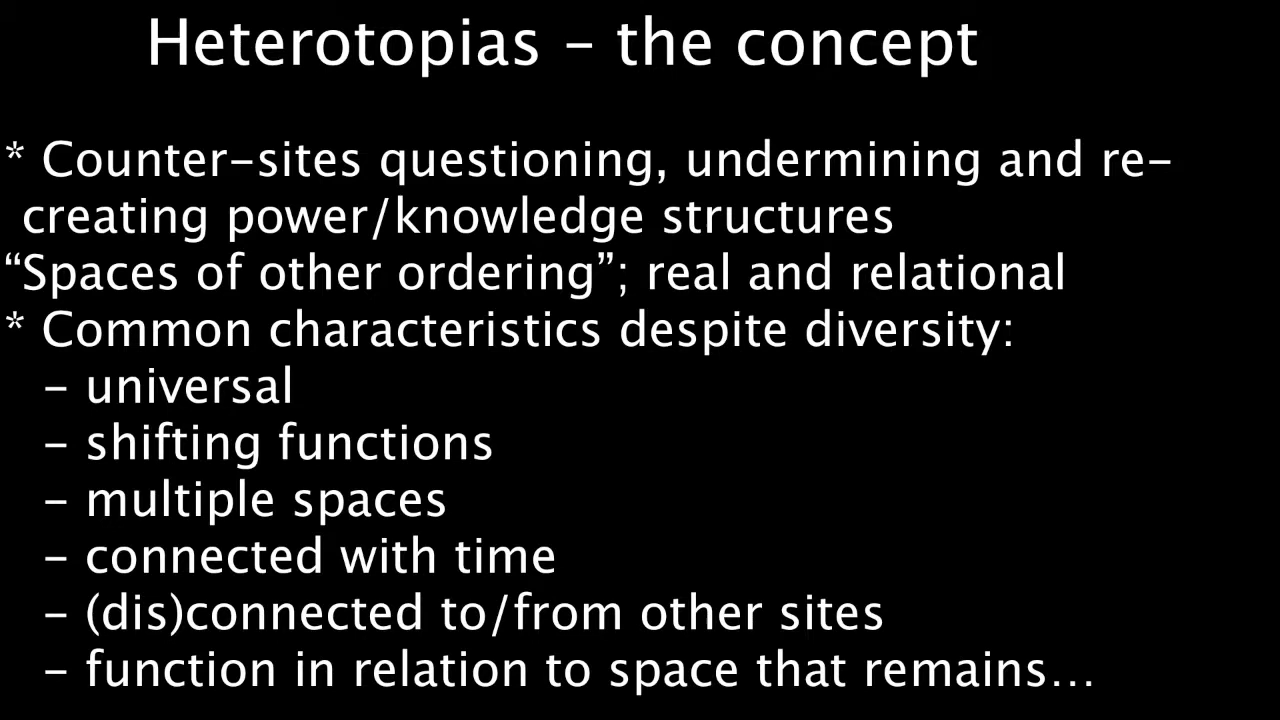 Heterotopias – the concept
* Counter-sites questioning, undermining and re-
creating power/knowledge structures
“Spaces of other ordering”; real and relational
* Common characteristics despite diversity:
- universal
- shifting functions
- multiple spaces
- connected with time
- (dis)connected to/from other sites
- function in relation to space that remains…